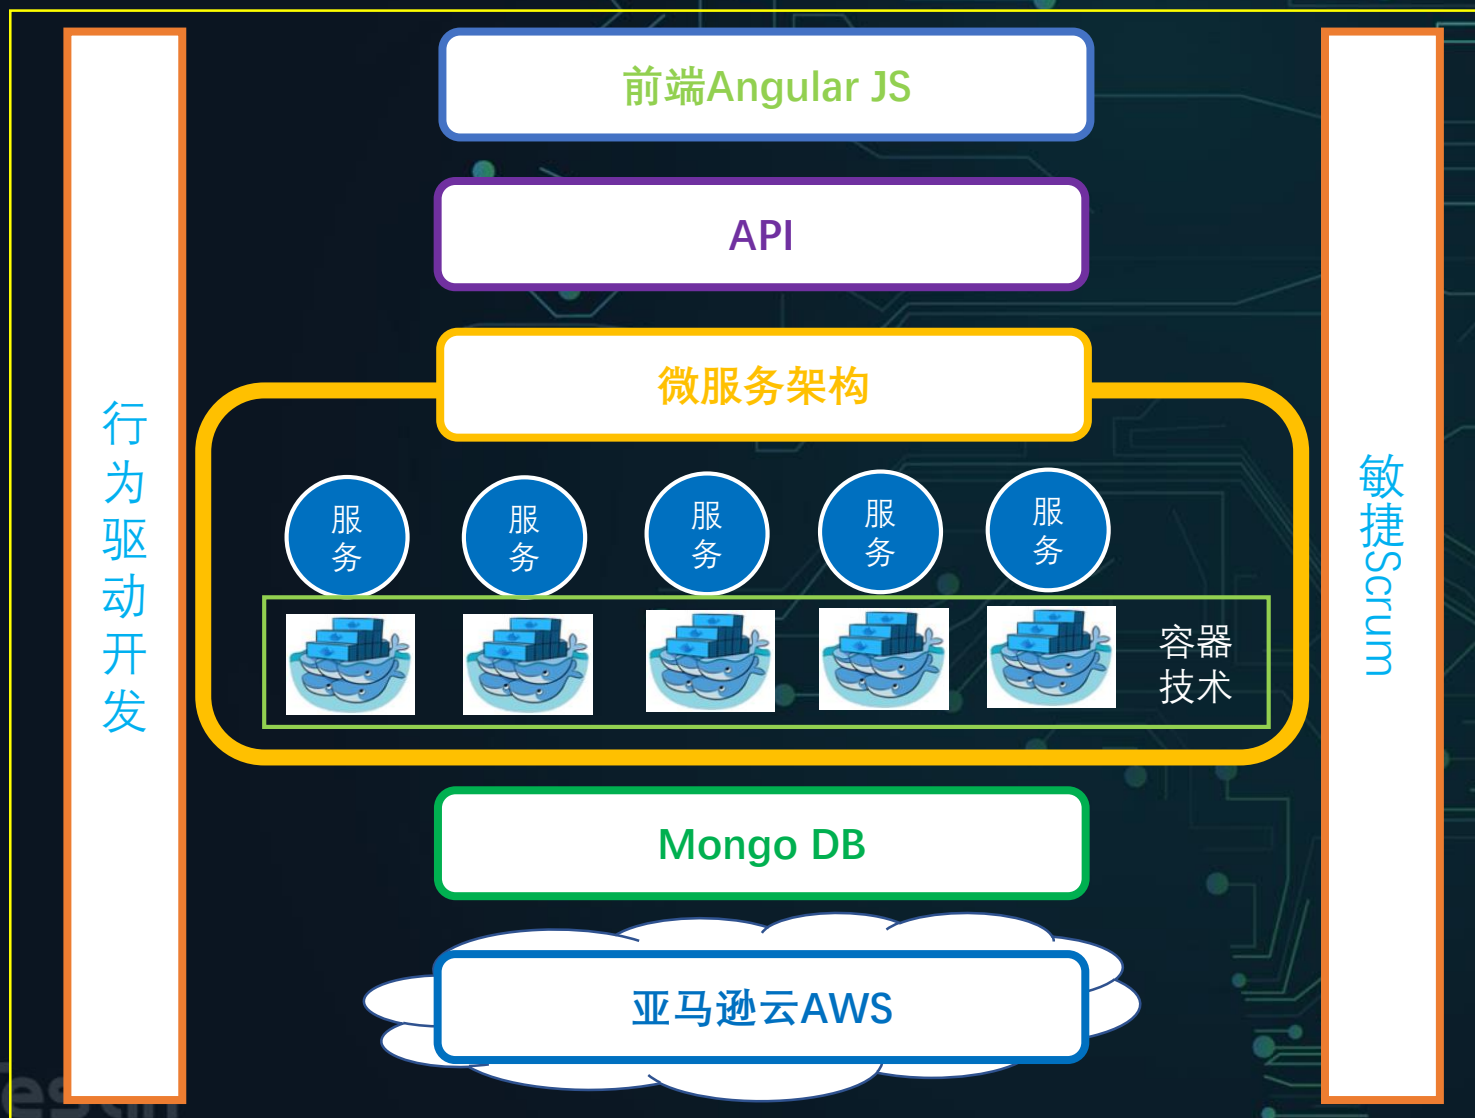 前端Angular JS
API
微服务架构
行为驱动开发
敏捷Scrum
服
务
服
务
服
务
服
务
服
务
容器
技术
Mongo DB
亚马逊云AWS